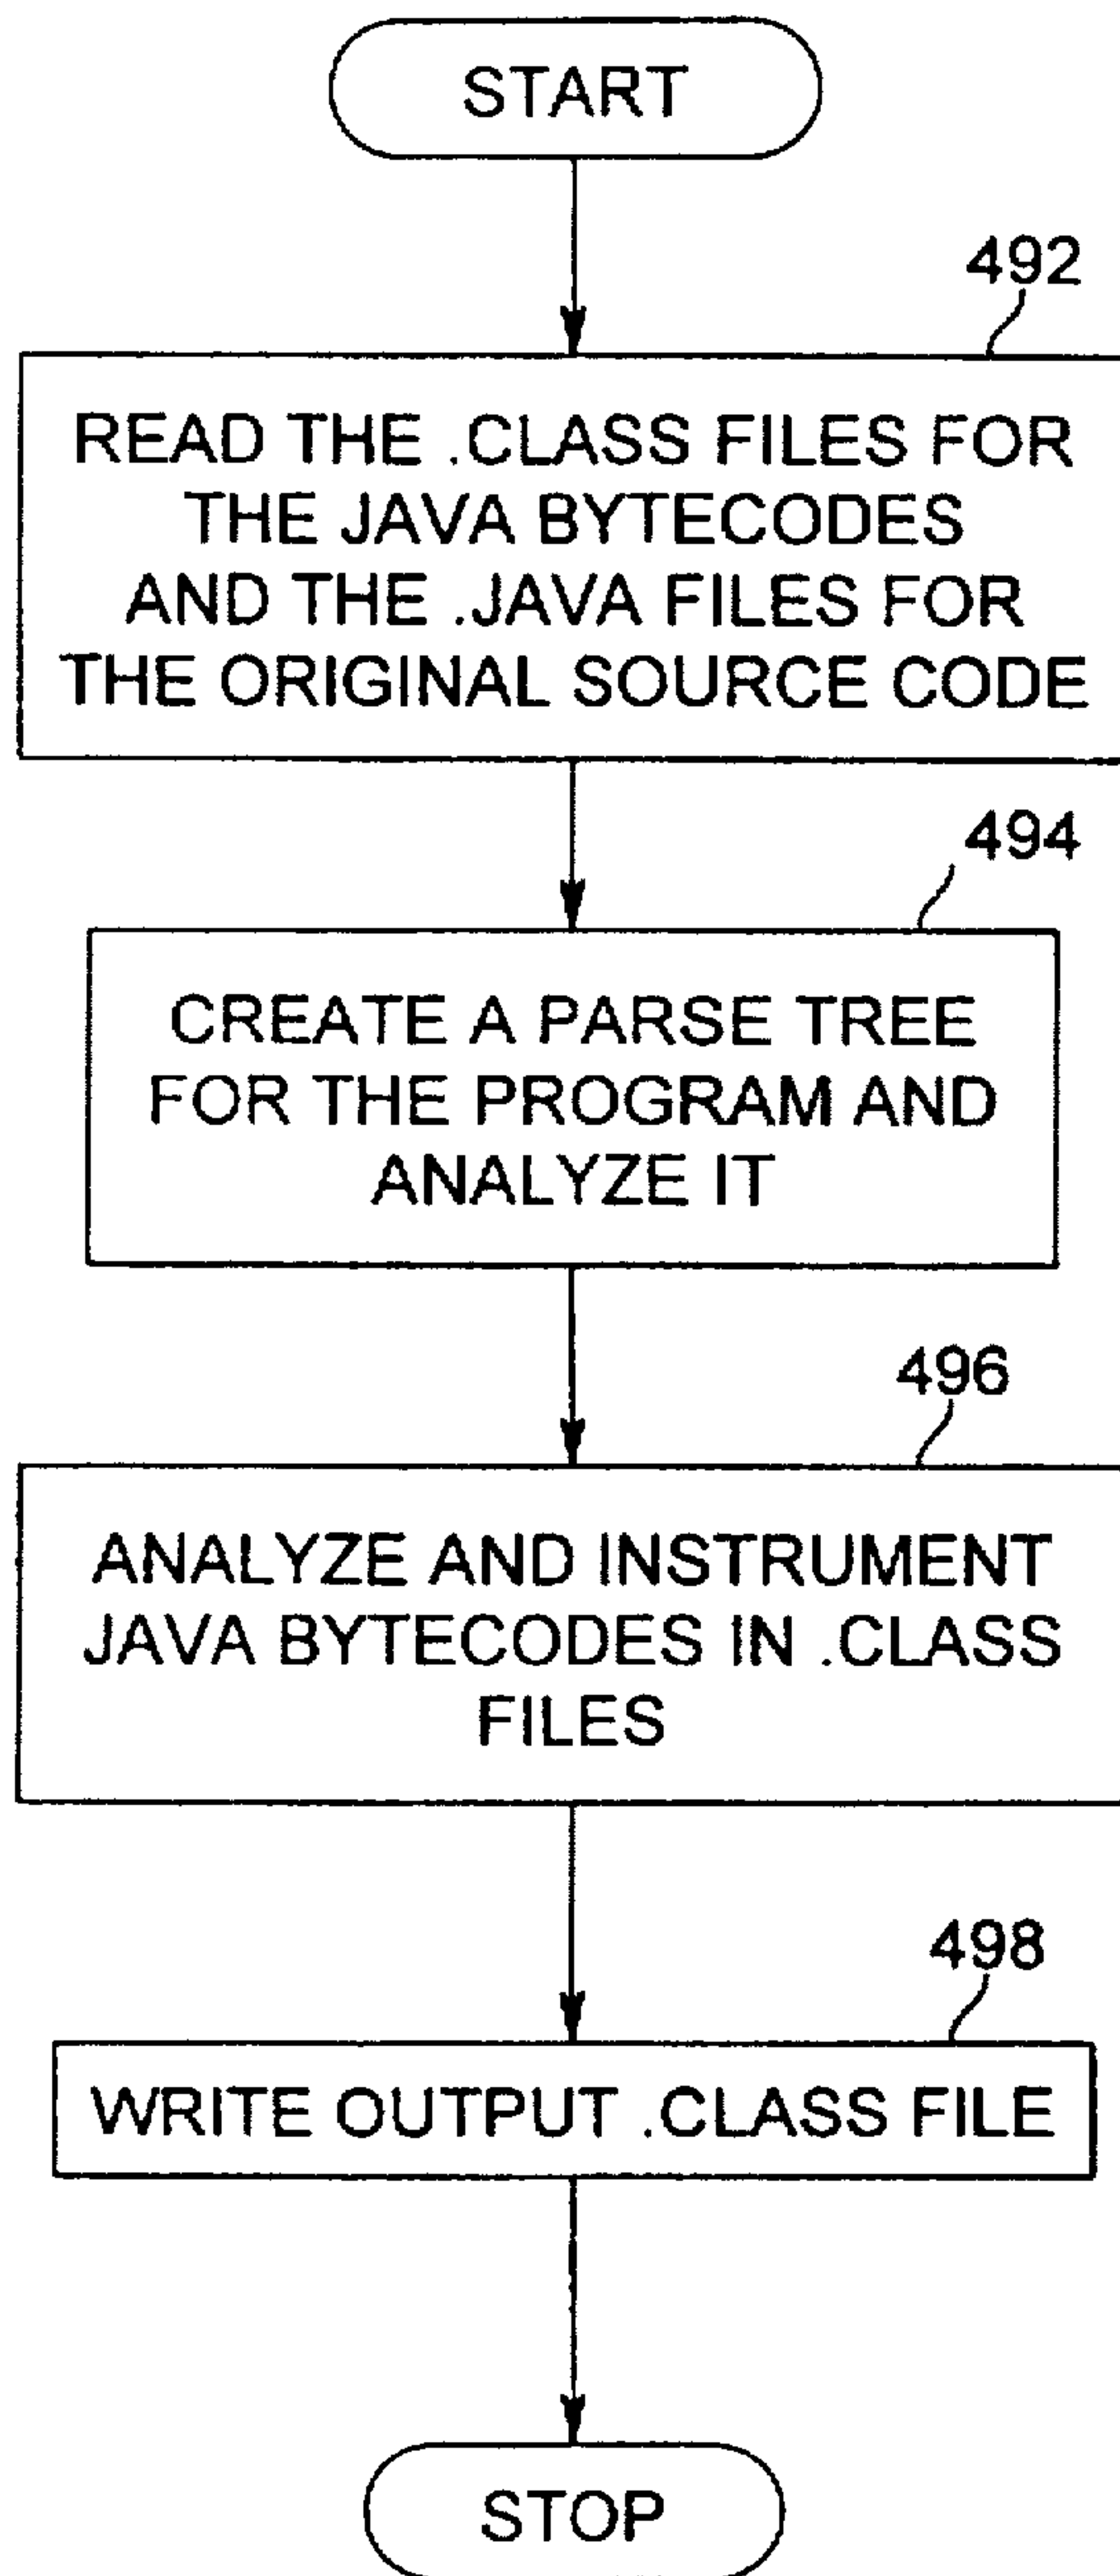 START
492
READ THE .CLASS FILES FOR
THE JAVA BYTECODES
AND THE .JAVA FILES FOR
THE ORIGINAL SOURCE CODE
494
CREATE A PARSE TREE
FOR THE PROGRAM AND
ANALYZE IT
496
ANALYZE AND INSTRUMENT
JAVA BYTECODES IN .CLASS
FILES
498
WRITE OUTPUT .CLASS FILE
STOP